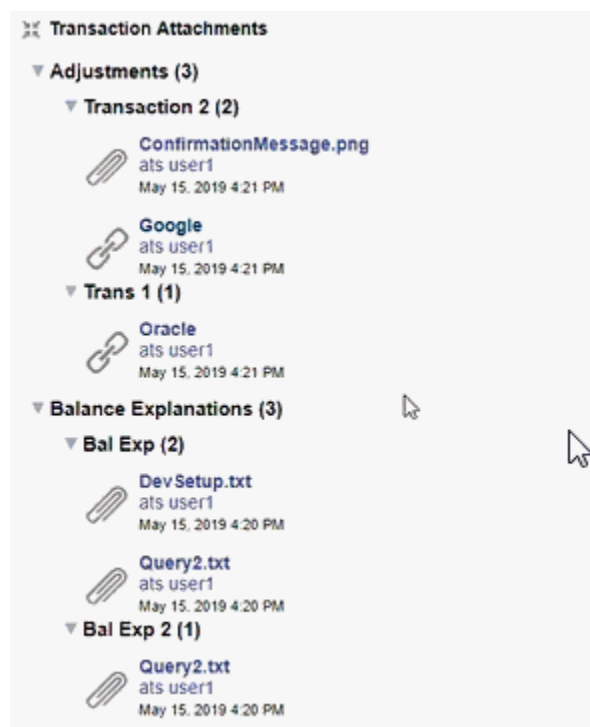 Transaction Attachments
Adjustments (3)
Transaction 2 (2)
ConfirmationMessage.png
ats user1
May 15, 2019 4:21 PM
Google
ats user1
May 15, 2019 4:21 PM
Trans 1 (1)
Oracle
ats user1
May 15, 2019 4:21 PM
Balance Explanations (3)
Bal Exp (2)
DevSetup.txt
ats user1
May 15, 2019 4:20 PM
Query2.txt
ats user1
May 15, 2019 4:20 PM
Bal Exp 2 (1)
Query2.txt
ats user1
May 15, 2019 4:20 PM